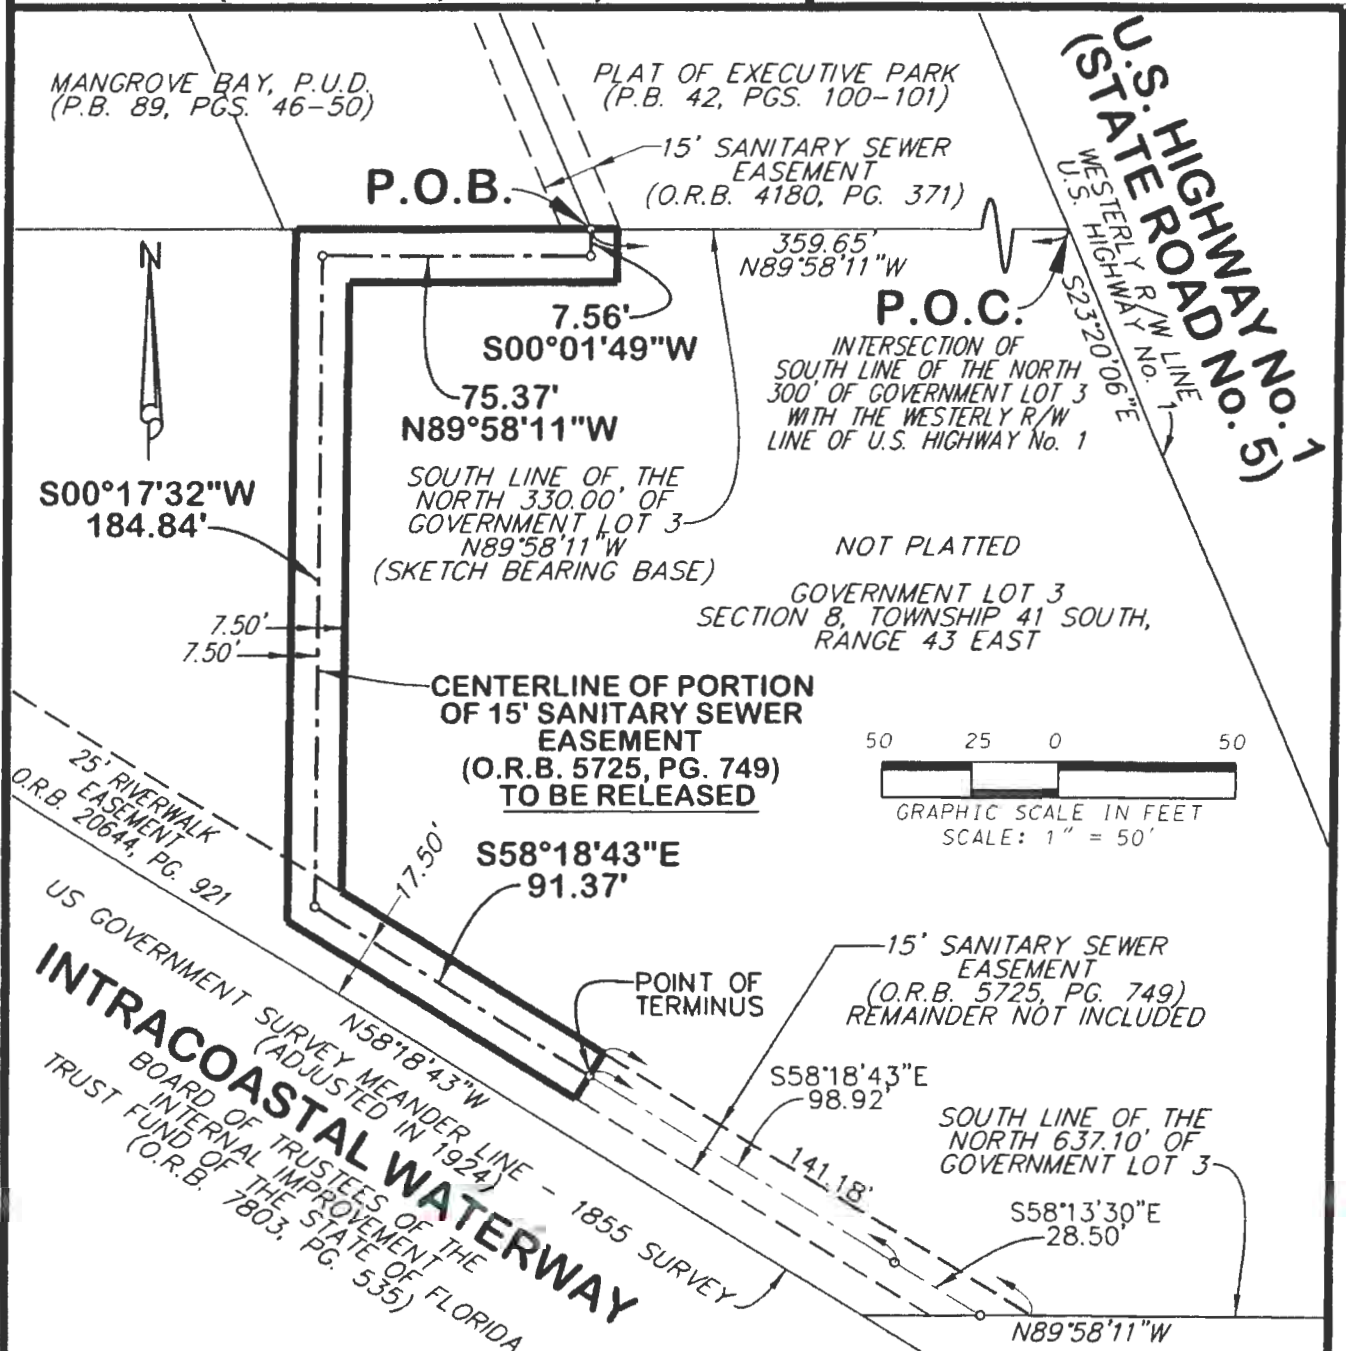 MANGROVE BAY, P.U.D.
(P.B. 89, PGS. 46-50)
PLAT OF EXECUTIVE PARK
(P.B. 42, PGS. 100-101)
15' SANITARY SEWER
EASEMENT
(O.R.B. 4180, PG. 371)
U.S. HIGHWAY No. 1
(STATE ROAD No. 5)
WESTERLY R/W LINE
U.S. HIGHWAY No. 1
S23°20'06"E
P.O.B.
N
359.65'
N89°58'11"W
P.O.C.
INTERSECTION OF
SOUTH LINE OF THE NORTH
300' OF GOVERNMENT LOT 3
WITH THE WESTERLY R/W
LINE OF U.S. HIGHWAY No. 1
7.56'
S00°01'49"W
75.37'
N89°58'11"W
SOUTH LINE OF THE
NORTH 330.00' OF
GOVERNMENT LOT 3
N89°58'11"W
(SKETCH BEARING BASE)
S00°17'32"W
184.84'
NOT PLATTED
GOVERNMENT LOT 3
SECTION 8, TOWNSHIP 41 SOUTH,
RANGE 43 EAST
7.50'
7.50'
CENTERLINE OF PORTION
OF 15' SANITARY SEWER
EASEMENT
(O.R.B. 5725, PG. 749)
TO BE RELEASED
50 25 0 50
GRAPHIC SCALE IN FEET
SCALE: 1" = 50'
25' RIVERWALK
EASEMENT
O.R.B. 20644, PG. 921
17.50'
S58°18'43"E
91.37'
POINT OF
TERMINUS
15' SANITARY SEWER
EASEMENT
(O.R.B. 5725, PG. 749)
REMAINDER NOT INCLUDED
US GOVERNMENT SURVEY MEANDER LINE - 1855 SURVEY
(ADJUSTED IN 1924)
N58°18'43"W
INTRACOASTAL WATERWAY
BOARD OF TRUSTEES OF THE
INTERNAL IMPROVEMENT
TRUST FUND OF THE STATE OF FLORIDA
(O.R.B. 7803, PG. 535)
S58°18'43"E
98.92'
141.18'
SOUTH LINE OF THE
NORTH 637.10' OF
GOVERNMENT LOT 3
S58°13'30"E
28.50'
N89°58'11"W